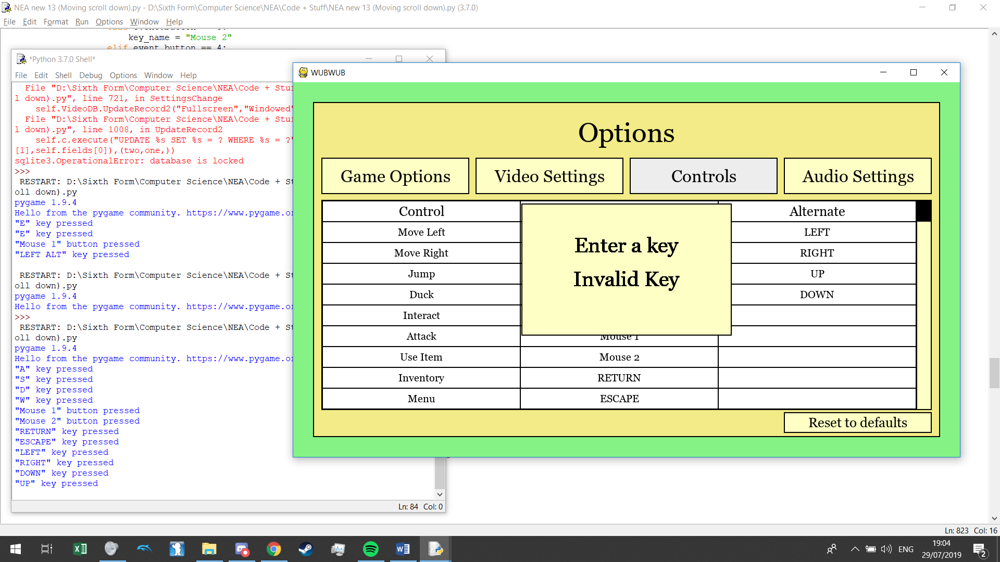 NEA new 13 (Moving scroll down).py - D:\Sixth Form\Computer Science\NEA\Code + Stuff\NEA new 13 (Moving scroll down).py (3.7.0)
File Edit Format Run Options Window Help
key_name = "Mouse 2"
elif event.button == 4:
*Python 3.7.0 Shell*
File Edit Shell Debug Options Window Help
File "D:\Sixth Form\Computer Science\NEA\Code + Stu
l down).py", line 721, in SettingsChange
self.VideoDB.UpdateRecord2("Fullscreen","Windowed"
File "D:\Sixth Form\Computer Science\NEA\Code + Stu
l down).py", line 1008, in UpdateRecord2
self.c.execute("UPDATE %s SET %s = ? WHERE %s = ?"
[1],self.fields[0]),(two,one,))
sqlite3.OperationalError: database is locked
>>>
RESTART: D:\Sixth Form\Computer Science\NEA\Code + St
oll down).py
pygame 1.9.4
Hello from the pygame community. https://www.pygame.or
"E" key pressed
"E" key pressed
"Mouse 1" button pressed
"LEFT ALT" key pressed
RESTART: D:\Sixth Form\Computer Science\NEA\Code + St
oll down).py
pygame 1.9.4
Hello from the pygame community. https://www.pygame.or
>>>
RESTART: D:\Sixth Form\Computer Science\NEA\Code + St
oll down).py
pygame 1.9.4
Hello from the pygame community. https://www.pygame.or
"A" key pressed
"S" key pressed
"D" key pressed
"W" key pressed
"Mouse 1" button pressed
"Mouse 2" button pressed
"RETURN" key pressed
"ESCAPE" key pressed
"LEFT" key pressed
"RIGHT" key pressed
"DOWN" key pressed
"UP" key pressed
Ln: 84 Col: 0
WUBWUB
Options
Game Options Video Settings Controls Audio Settings
Control Alternate
Move Left LEFT
Move Right RIGHT
Jump UP
Duck DOWN
Interact
Enter a key
Invalid Key
Attack Mouse 1
Use Item Mouse 2
Inventory RETURN
Menu ESCAPE
Reset to defaults
Ln: 823 Col: 16
ENG
19:04
29/07/2019
2